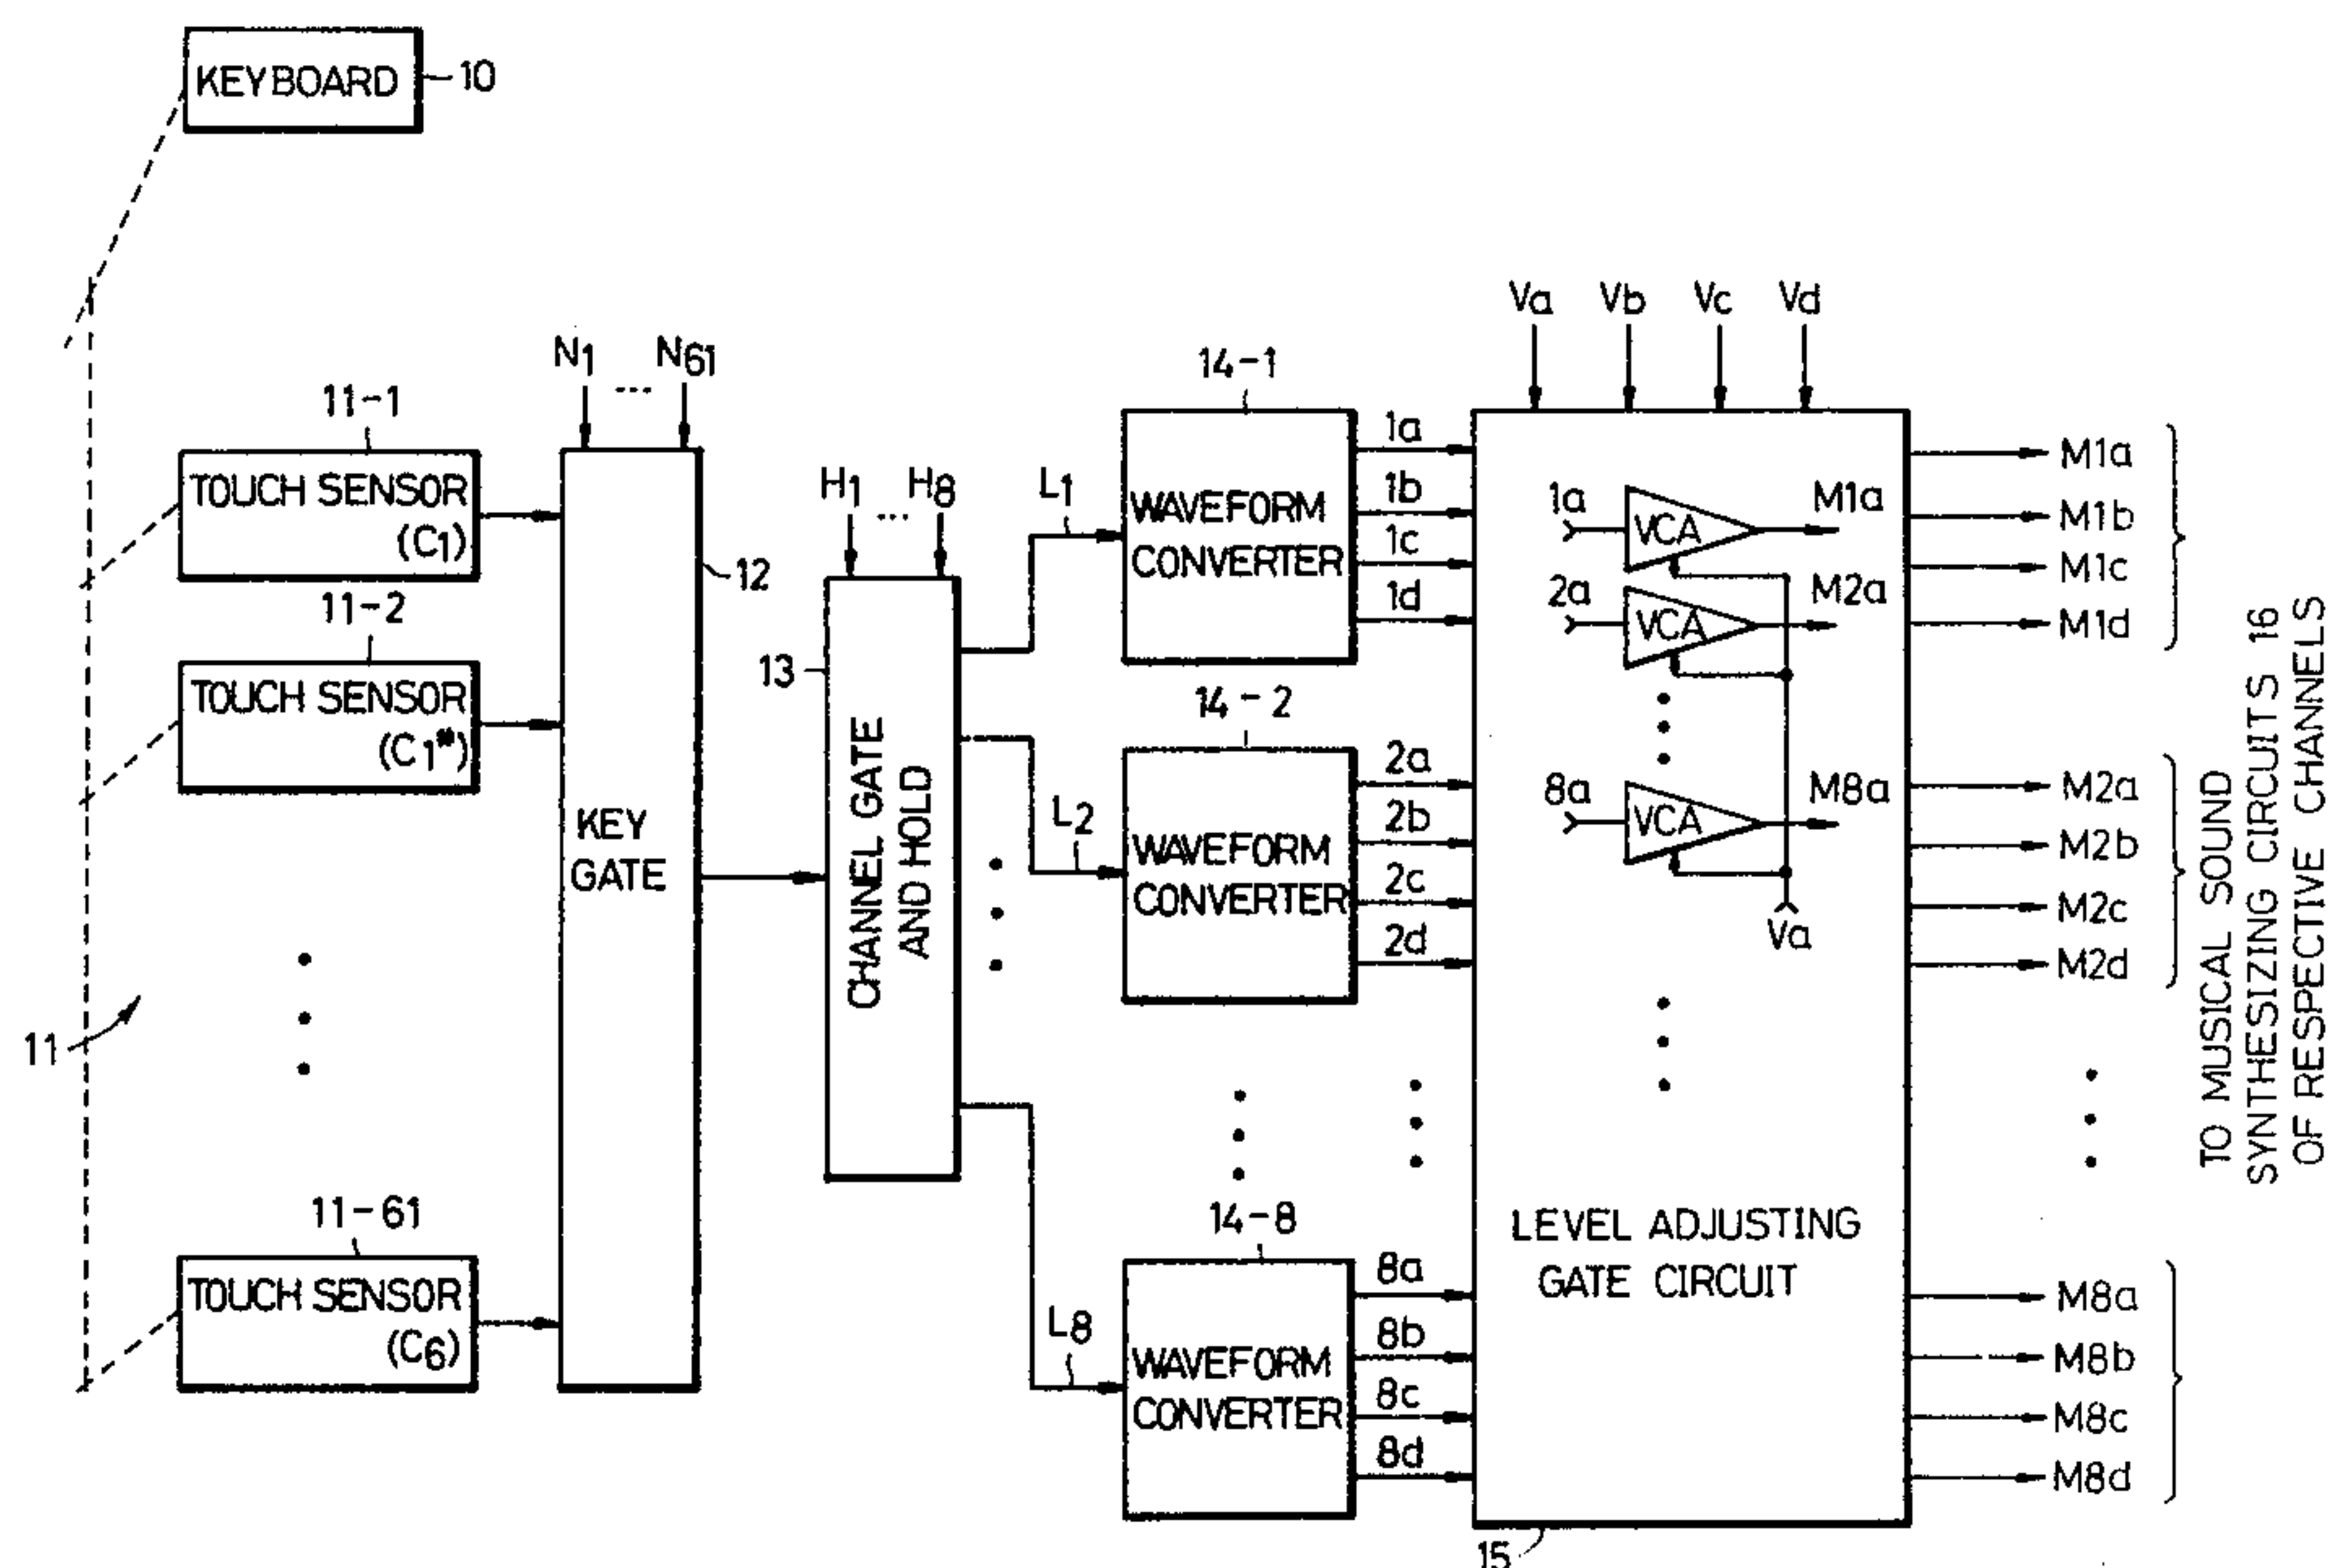 KEYBOARD
10
N1 ... N61
11-1
TOUCH SENSOR
(C1)
11-2
TOUCH SENSOR
(C1#)
11
11-61
TOUCH SENSOR
(C6)
KEY
GATE
12
H1 ... H8
13
CHANNEL GATE
AND HOLD
L1
L2
L8
14-1
WAVEFORM
CONVERTER
1a
1b
1c
1d
14-2
WAVEFORM
CONVERTER
2a
2b
2c
2d
14-8
WAVEFORM
CONVERTER
8a
8b
8c
8d
Va Vb Vc Vd
1a VCA M1a
2a VCA M2a
8a VCA M8a
Va
LEVEL ADJUSTING
GATE CIRCUIT
15
M1a
M1b
M1c
M1d
M2a
M2b
M2c
M2d
M8a
M8b
M8c
M8d
TO MUSICAL SOUND
SYNTHESIZING CIRCUITS 16
OF RESPECTIVE CHANNELS